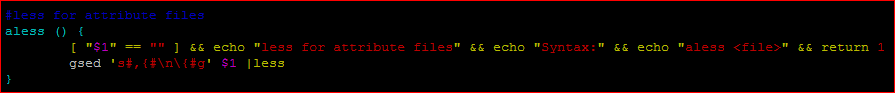 #less for attribute files
aless () {
        [ "$1" == "" ] && echo "less for attribute files" && echo "Syntax:" && echo "aless <file>" && return 1
        gsed 's#,{#\n\{#g' $1 |less
}